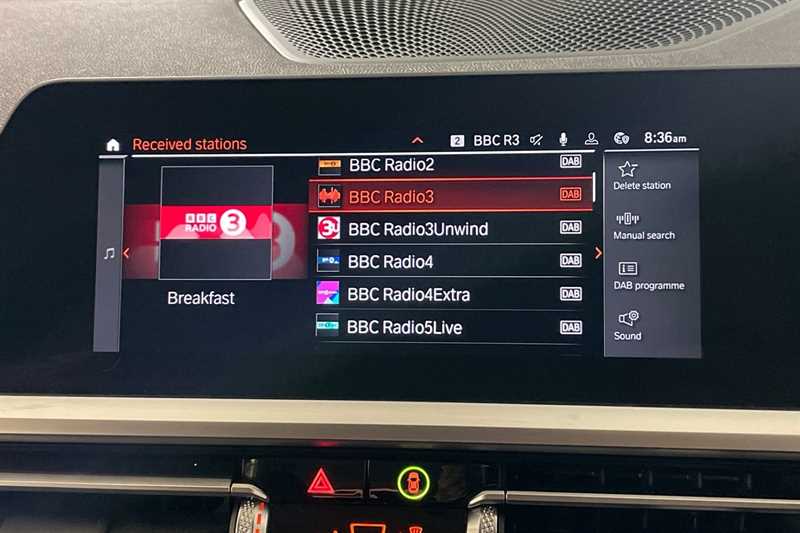 Received stations
2 BBC R3
8:36am
BBC RADIO 3
Breakfast
BBC Radio2 DAB
BBC Radio3 DAB
BBC Radio3Unwind DAB
BBC Radio4 DAB
BBC Radio4Extra DAB
BBC Radio5Live DAB
Delete station
Manual search
DAB programme
Sound